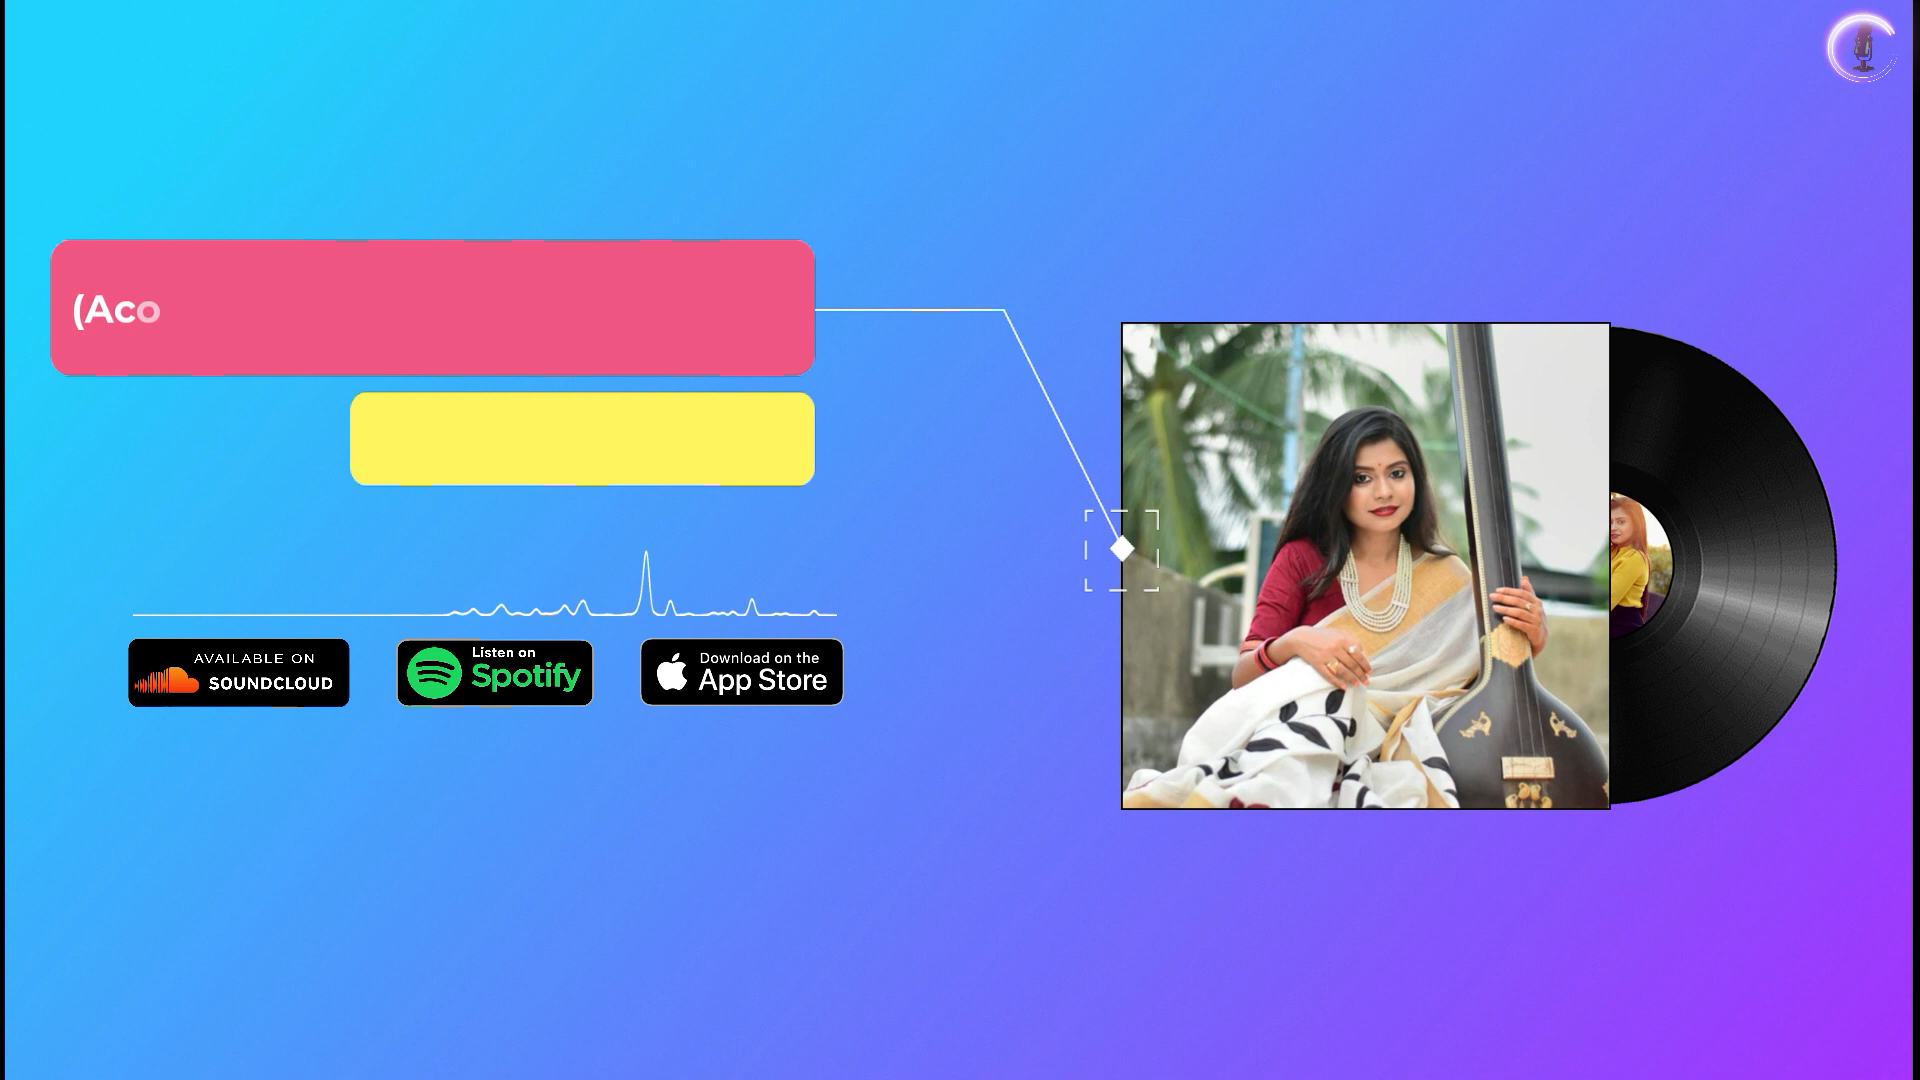 (Aco
AVAILABLE ON
SOUNDCLOUD
Listen on
Spotify
Download on the
App Store